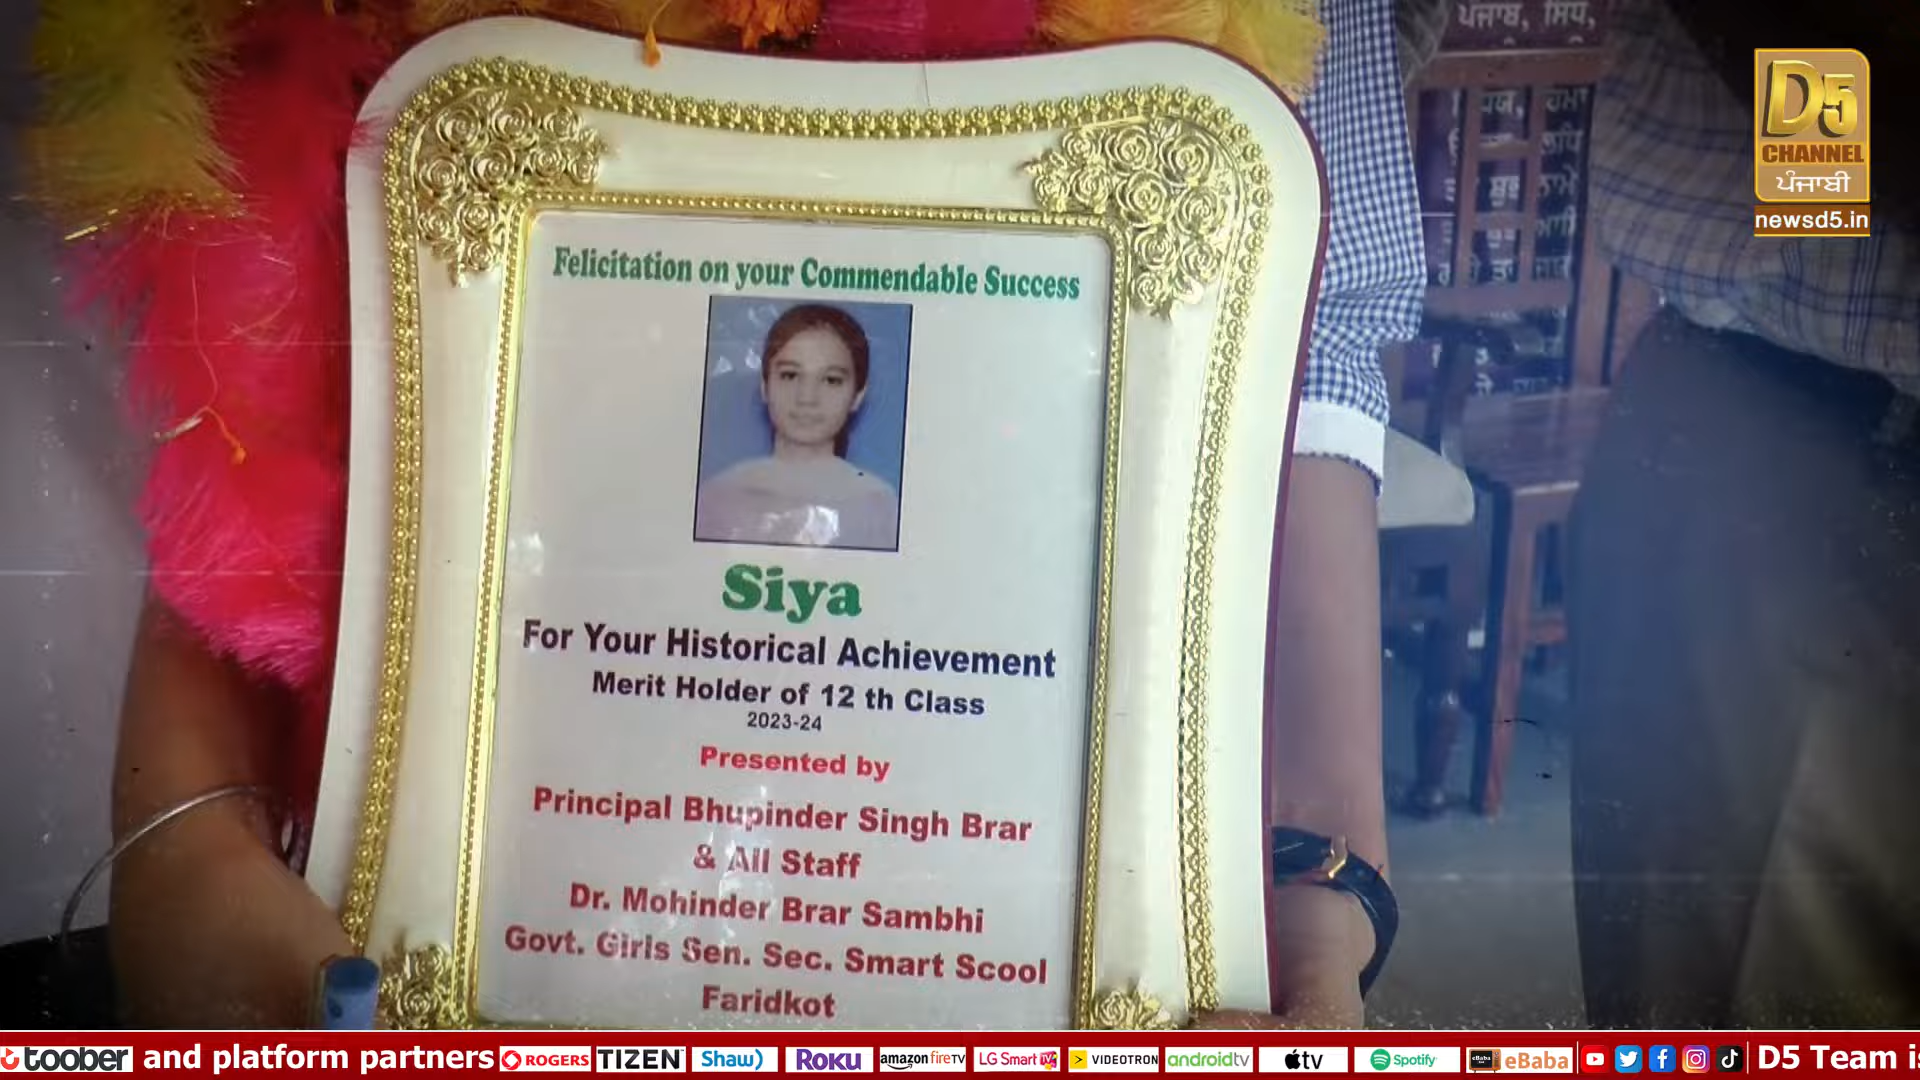 ਪੰਜਾਬ, ਸਿਧ,
D5
CHANNEL
ਪੰਜਾਬੀ
newsd5.in
Felicitation on your Commendable Success
Siya
For Your Historical Achievement
Merit Holder of 12 th Class
2023-24
Presented by
Principal Bhupinder Singh Brar
& All Staff
Dr. Mohinder Brar Sambhi
Govt. Girls Sen. Sec. Smart Scool
Faridkot
toober and platform partners ROGERS TIZEN Shaw) ROKU amazon fireTV LG Smart TV VIDEOTRON androidtv tv Spotify eBaba D5 Team i